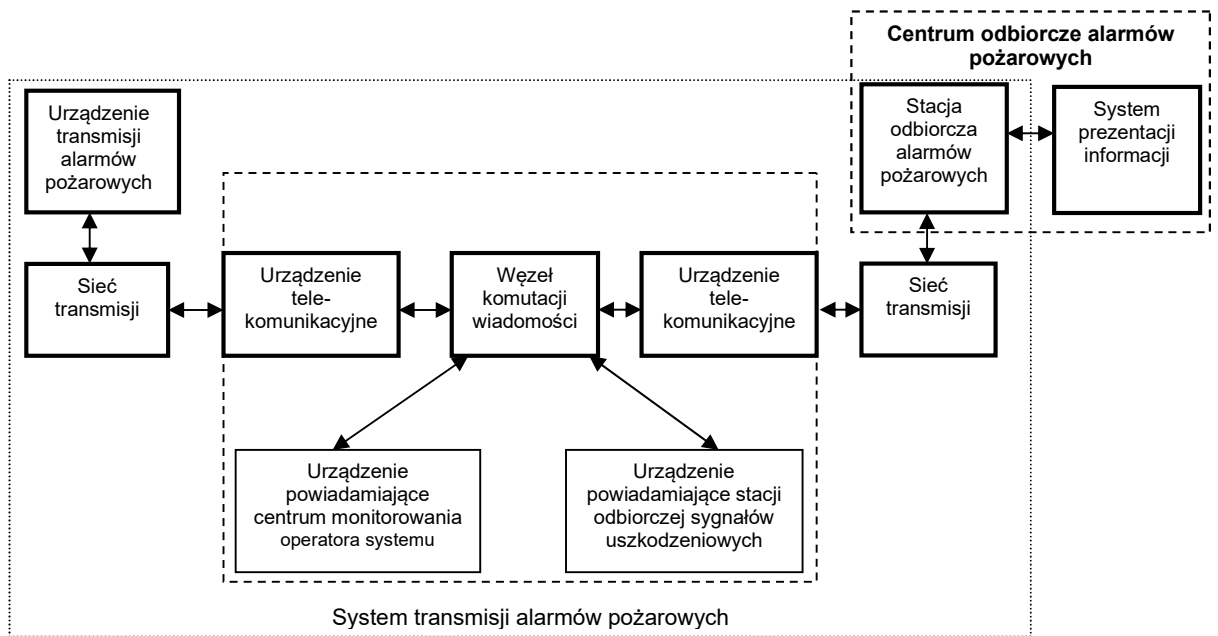 Centrum odbiorcze alarmów
pożarowych
Urządzenie
transmisji
alarmów
pożarowych
Stacja
odbiorcza
alarmów
pożarowych
System
prezentacji
informacji
Sieć
transmisji
Urządzenie
tele-
komunikacyjne
Węzeł
komutacji
wiadomości
Urządzenie
tele-
komunikacyjne
Sieć
transmisji
Urządzenie
powiadamiające
centrum monitorowania
operatora systemu
Urządzenie
powiadamiające stacji
odbiorczej sygnałów
uszkodzeniowych
System transmisji alarmów pożarowych